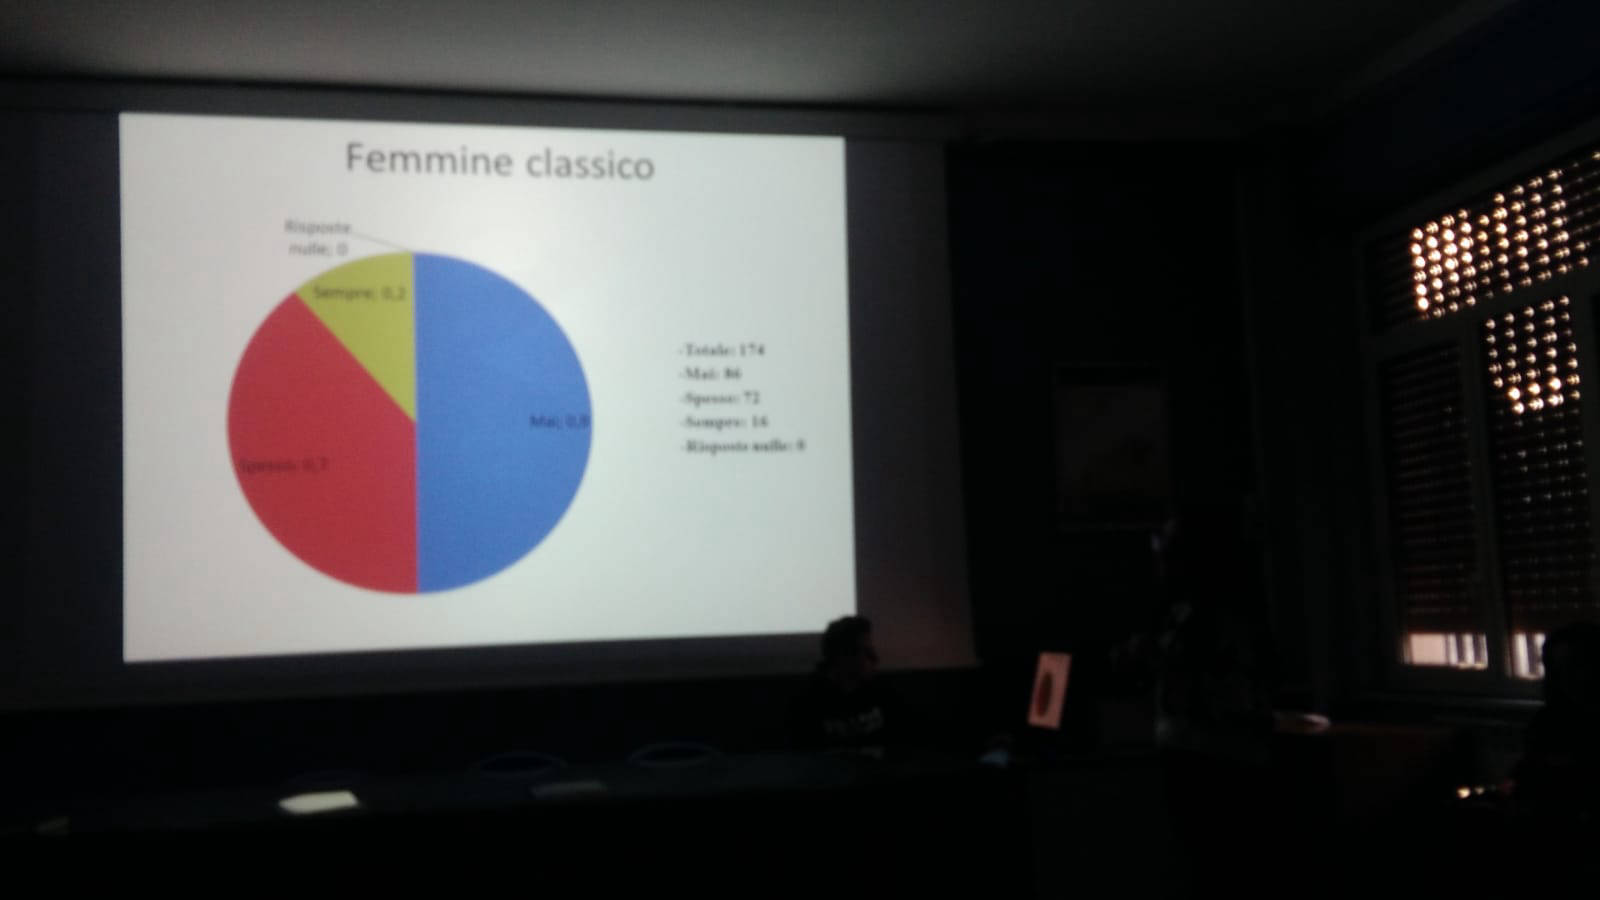 Femmine classico
Risposte
nulle; 0
Sempre; 0,2
Mai; 0,9
Spesso; 0,7
-Totale: 174
-Mai: 86
-Spesso: 72
-Sempre: 16
-Risposte nulle: 0